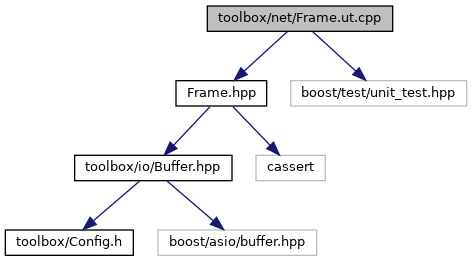 toolbox/net/Frame.ut.cpp
Frame.hpp
boost/test/unit_test.hpp
toolbox/io/Buffer.hpp
cassert
toolbox/Config.h
boost/asio/buffer.hpp